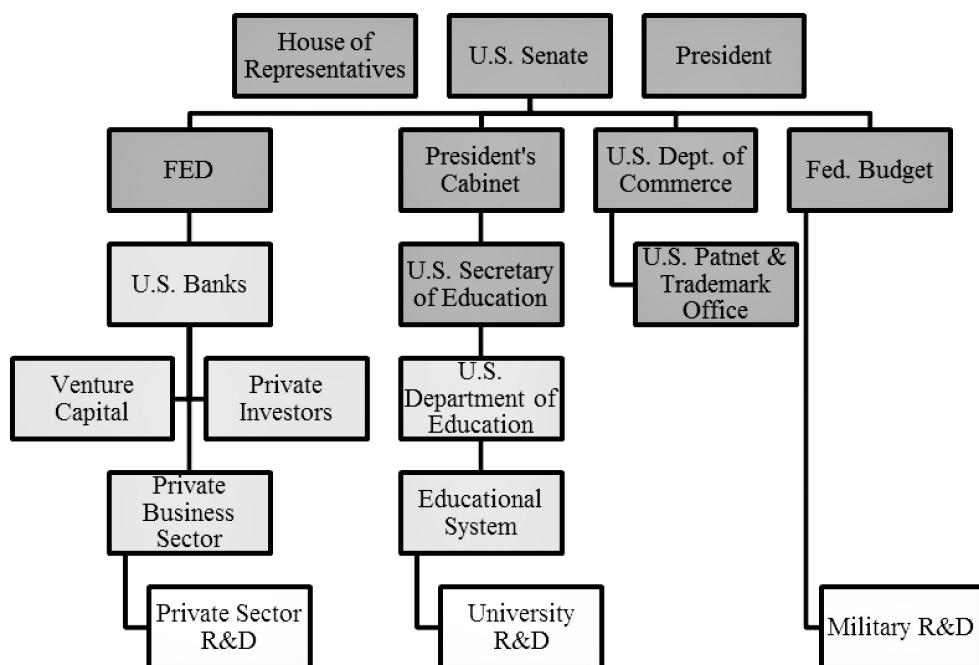 House of
Representatives
U.S. Senate
President
FED
President's
Cabinet
U.S. Dept. of
Commerce
Fed. Budget
U.S. Banks
U.S. Secretary
of Education
U.S. Patnet &
Trademark
Office
Venture
Capital
Private
Investors
U.S.
Department of
Education
Private
Business
Sector
Educational
System
Private Sector
R&D
University
R&D
Military R&D